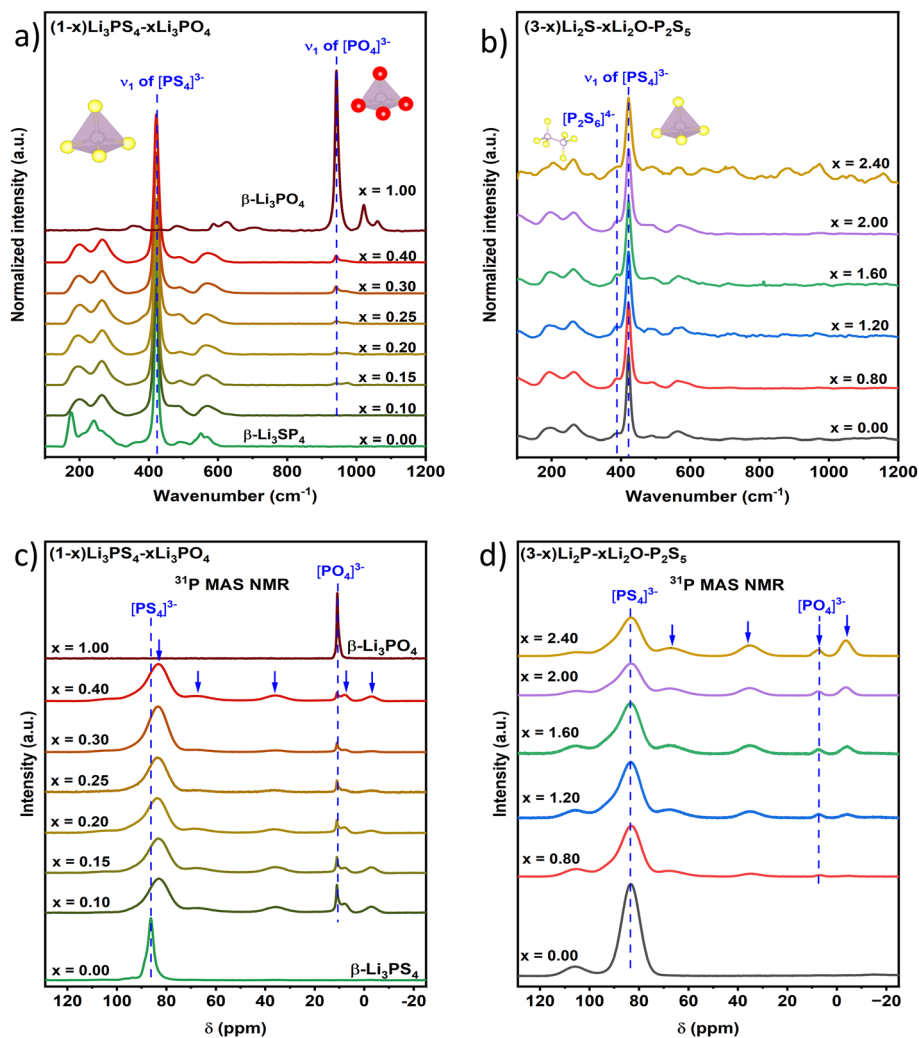 a)
(1-x)Li₃PS₄-xLi₃PO₄
ν₁ of [PO₄]³⁻
ν₁ of [PS₄]³⁻
x = 1.00
β-Li₃PO₄
x = 0.40
x = 0.30
x = 0.25
x = 0.20
x = 0.15
x = 0.10
β-Li₃SP₄
x = 0.00
Normalized intensity (a.u.)
200 400 600 800 1000 1200
Wavenumber (cm⁻¹)
b)
(3-x)Li₂S-xLi₂O-P₂S₅
ν₁ of [PS₄]³⁻
[P₂S₆]⁴⁻
x = 2.40
x = 2.00
x = 1.60
x = 1.20
x = 0.80
x = 0.00
Normalized intensity (a.u.)
200 400 600 800 1000 1200
Wavenumber (cm⁻¹)
c)
(1-x)Li₃PS₄-xLi₃PO₄
³¹P MAS NMR
[PO₄]³⁻
[PS₄]³⁻
x = 1.00
β-Li₃PO₄
x = 0.40
x = 0.30
x = 0.25
x = 0.20
x = 0.15
x = 0.10
x = 0.00
β-Li₃PS₄
Intensity (a.u.)
120 100 80 60 40 20 0 -20
δ (ppm)
d)
(3-x)Li₂P-xLi₂O-P₂S₅
³¹P MAS NMR
[PS₄]³⁻
[PO₄]³⁻
x = 2.40
x = 2.00
x = 1.60
x = 1.20
x = 0.80
x = 0.00
Intensity (a.u.)
120 100 80 60 40 20 0 -20
δ (ppm)